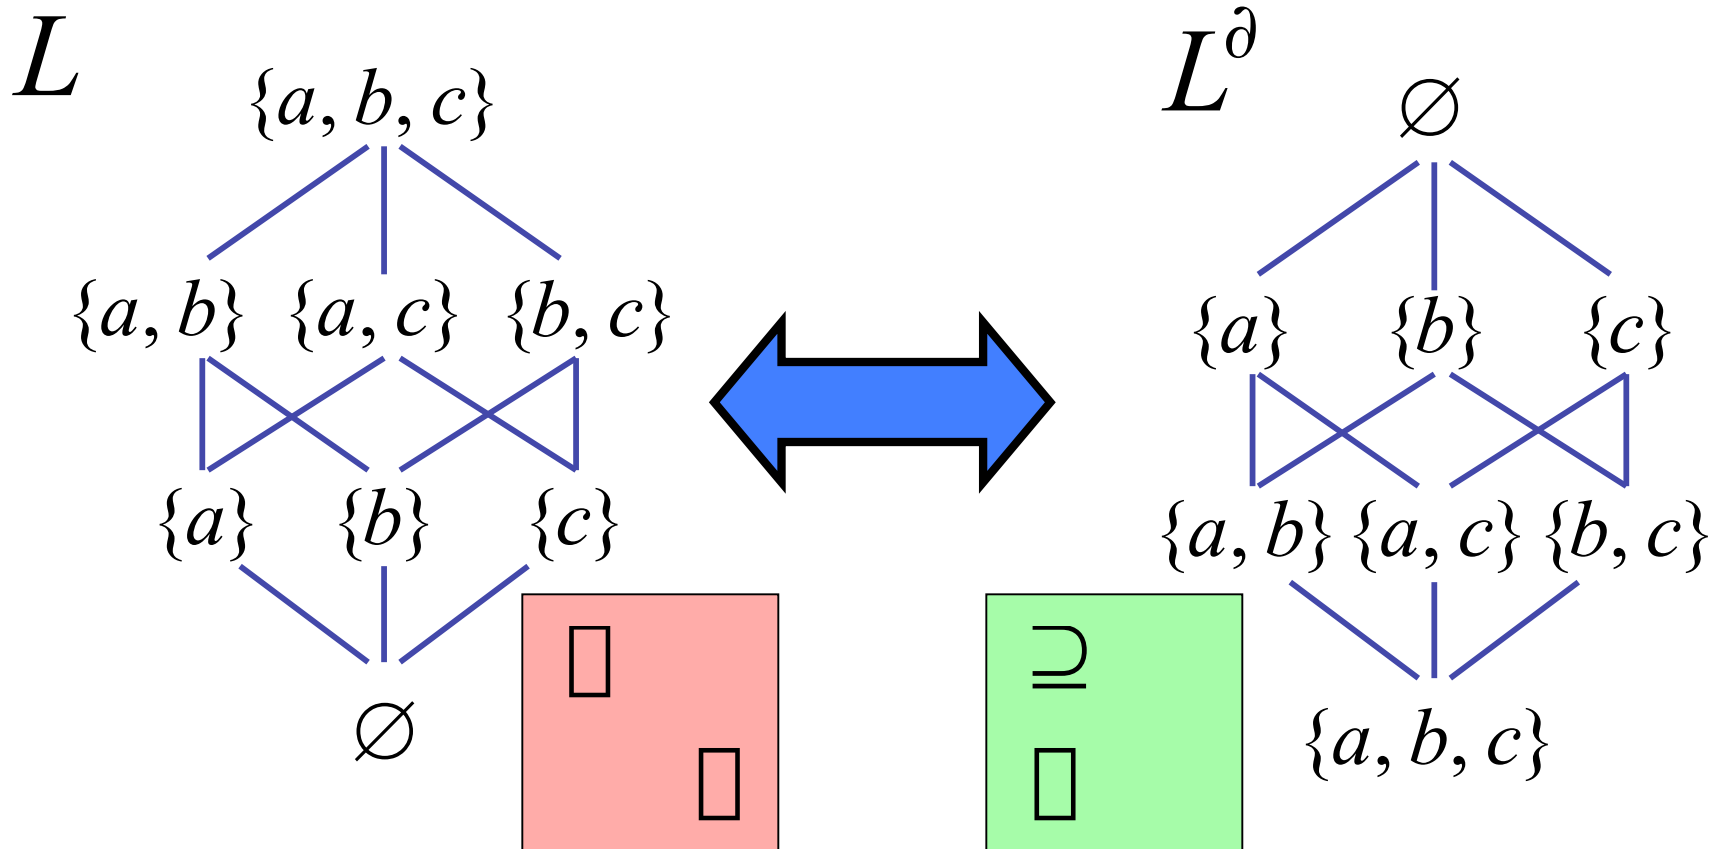 L
{a, b, c}
{a, b} {a, c} {b, c}
{a} {b} {c}
∅
L∂
∅
{a} {b} {c}
{a, b} {a, c} {b, c}
{a, b, c}
⊇